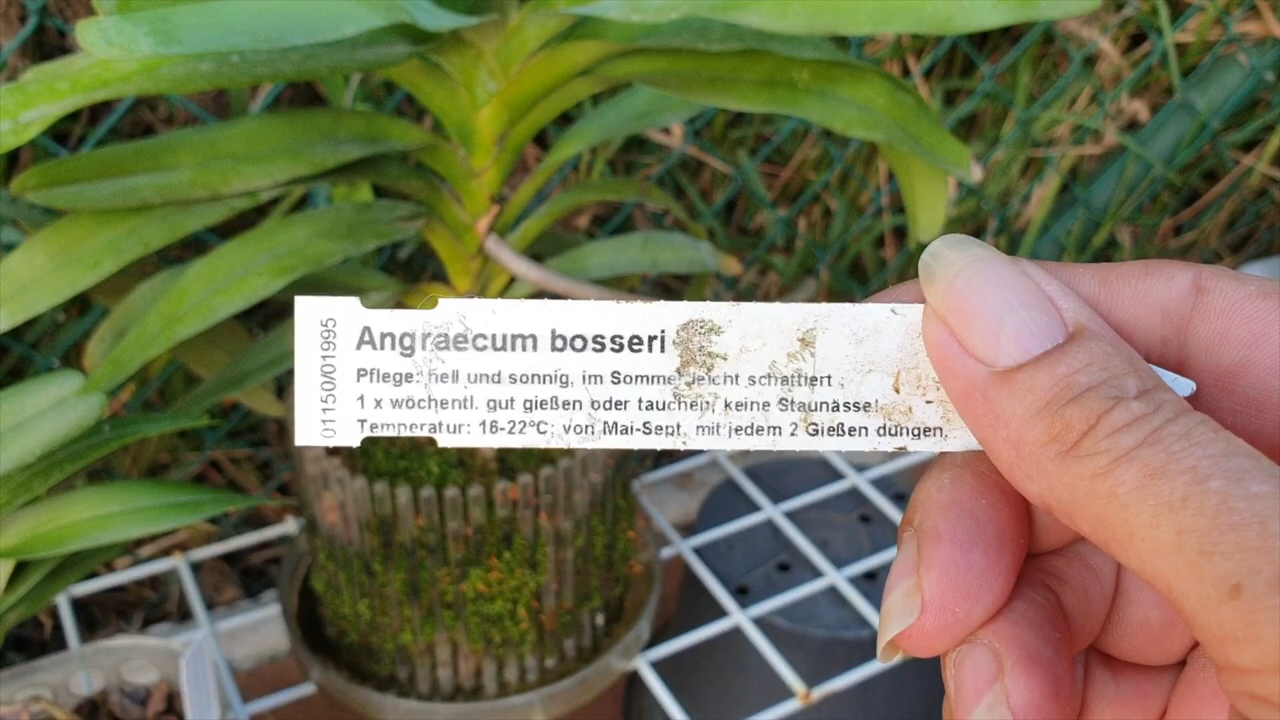 01150/01995
Angraecum bosseri
Pflege: hell und sonnig, im Sommer leicht schattiert ;
1 x wöchentl. gut gießen oder tauchen, keine Staunässe!
Temperatur: 16-22°C; von Mai-Sept. mit jedem 2 Gießen düngen.